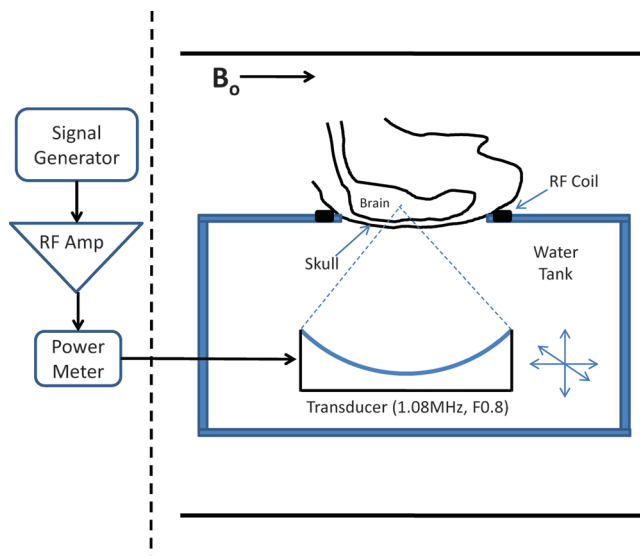 Bo
Signal
Generator
RF Amp
Power
Meter
Brain
Skull
RF Coil
Water
Tank
Transducer (1.08MHz, F0.8)